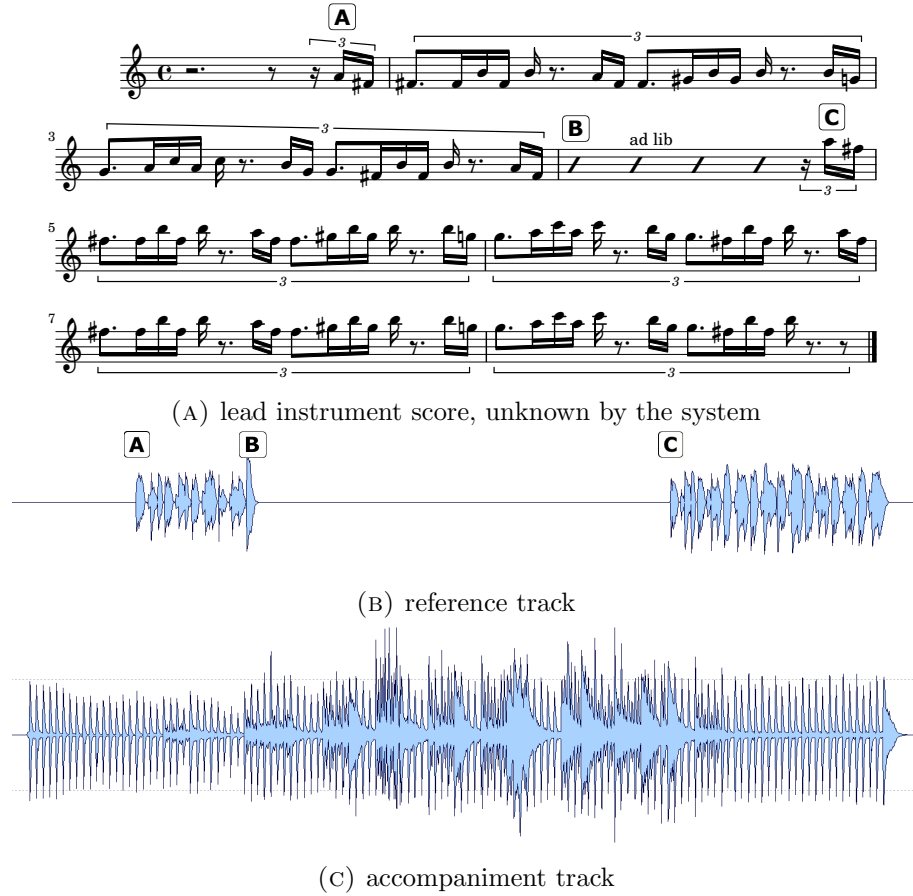 A
3
3
3
3
B
ad lib
C
3
5
3
3
7
3
3
(A) lead instrument score, unknown by the system
A B C
(B) reference track
(C) accompaniment track